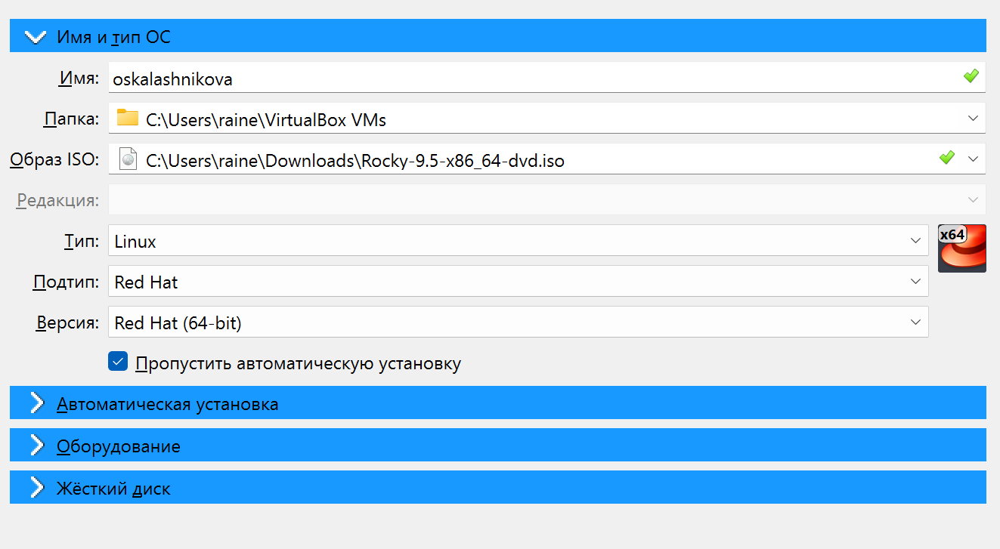 Имя и тип ОС
Имя: oskalashnikova
Папка: C:\Users\raine\VirtualBox VMs
Образ ISO: C:\Users\raine\Downloads\Rocky-9.5-x86_64-dvd.iso
Редакция:
Тип: Linux
x64
Подтип: Red Hat
Версия: Red Hat (64-bit)
Пропустить автоматическую установку
Автоматическая установка
Оборудование
Жёсткий диск